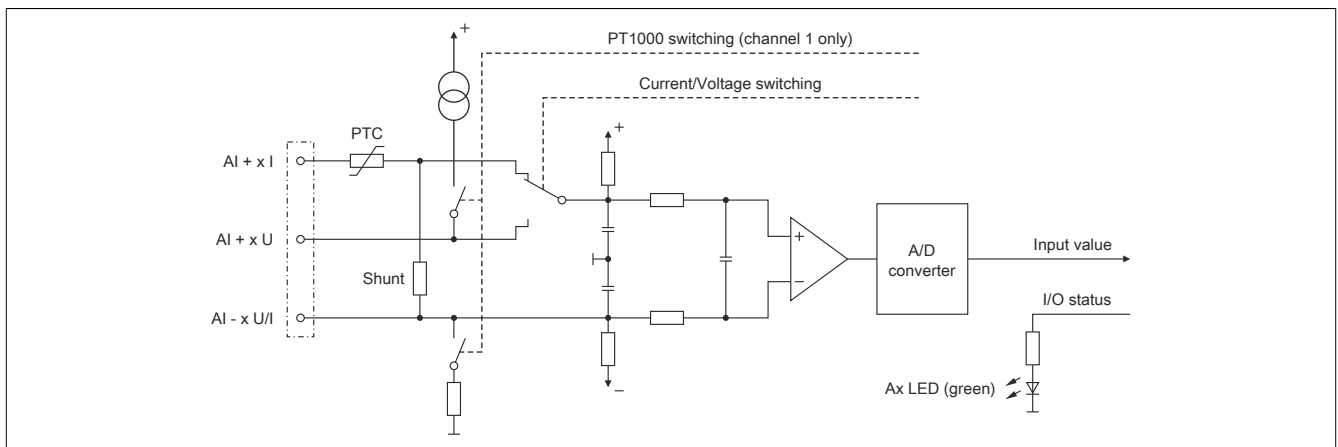 +
PT1000 switching (channel 1 only)
Current/Voltage switching
+
PTC
AI + x I
AI + x U
+
A/D
converter
Input value
−
Shunt
I/O status
AI - x U/I
−
Ax LED (green)